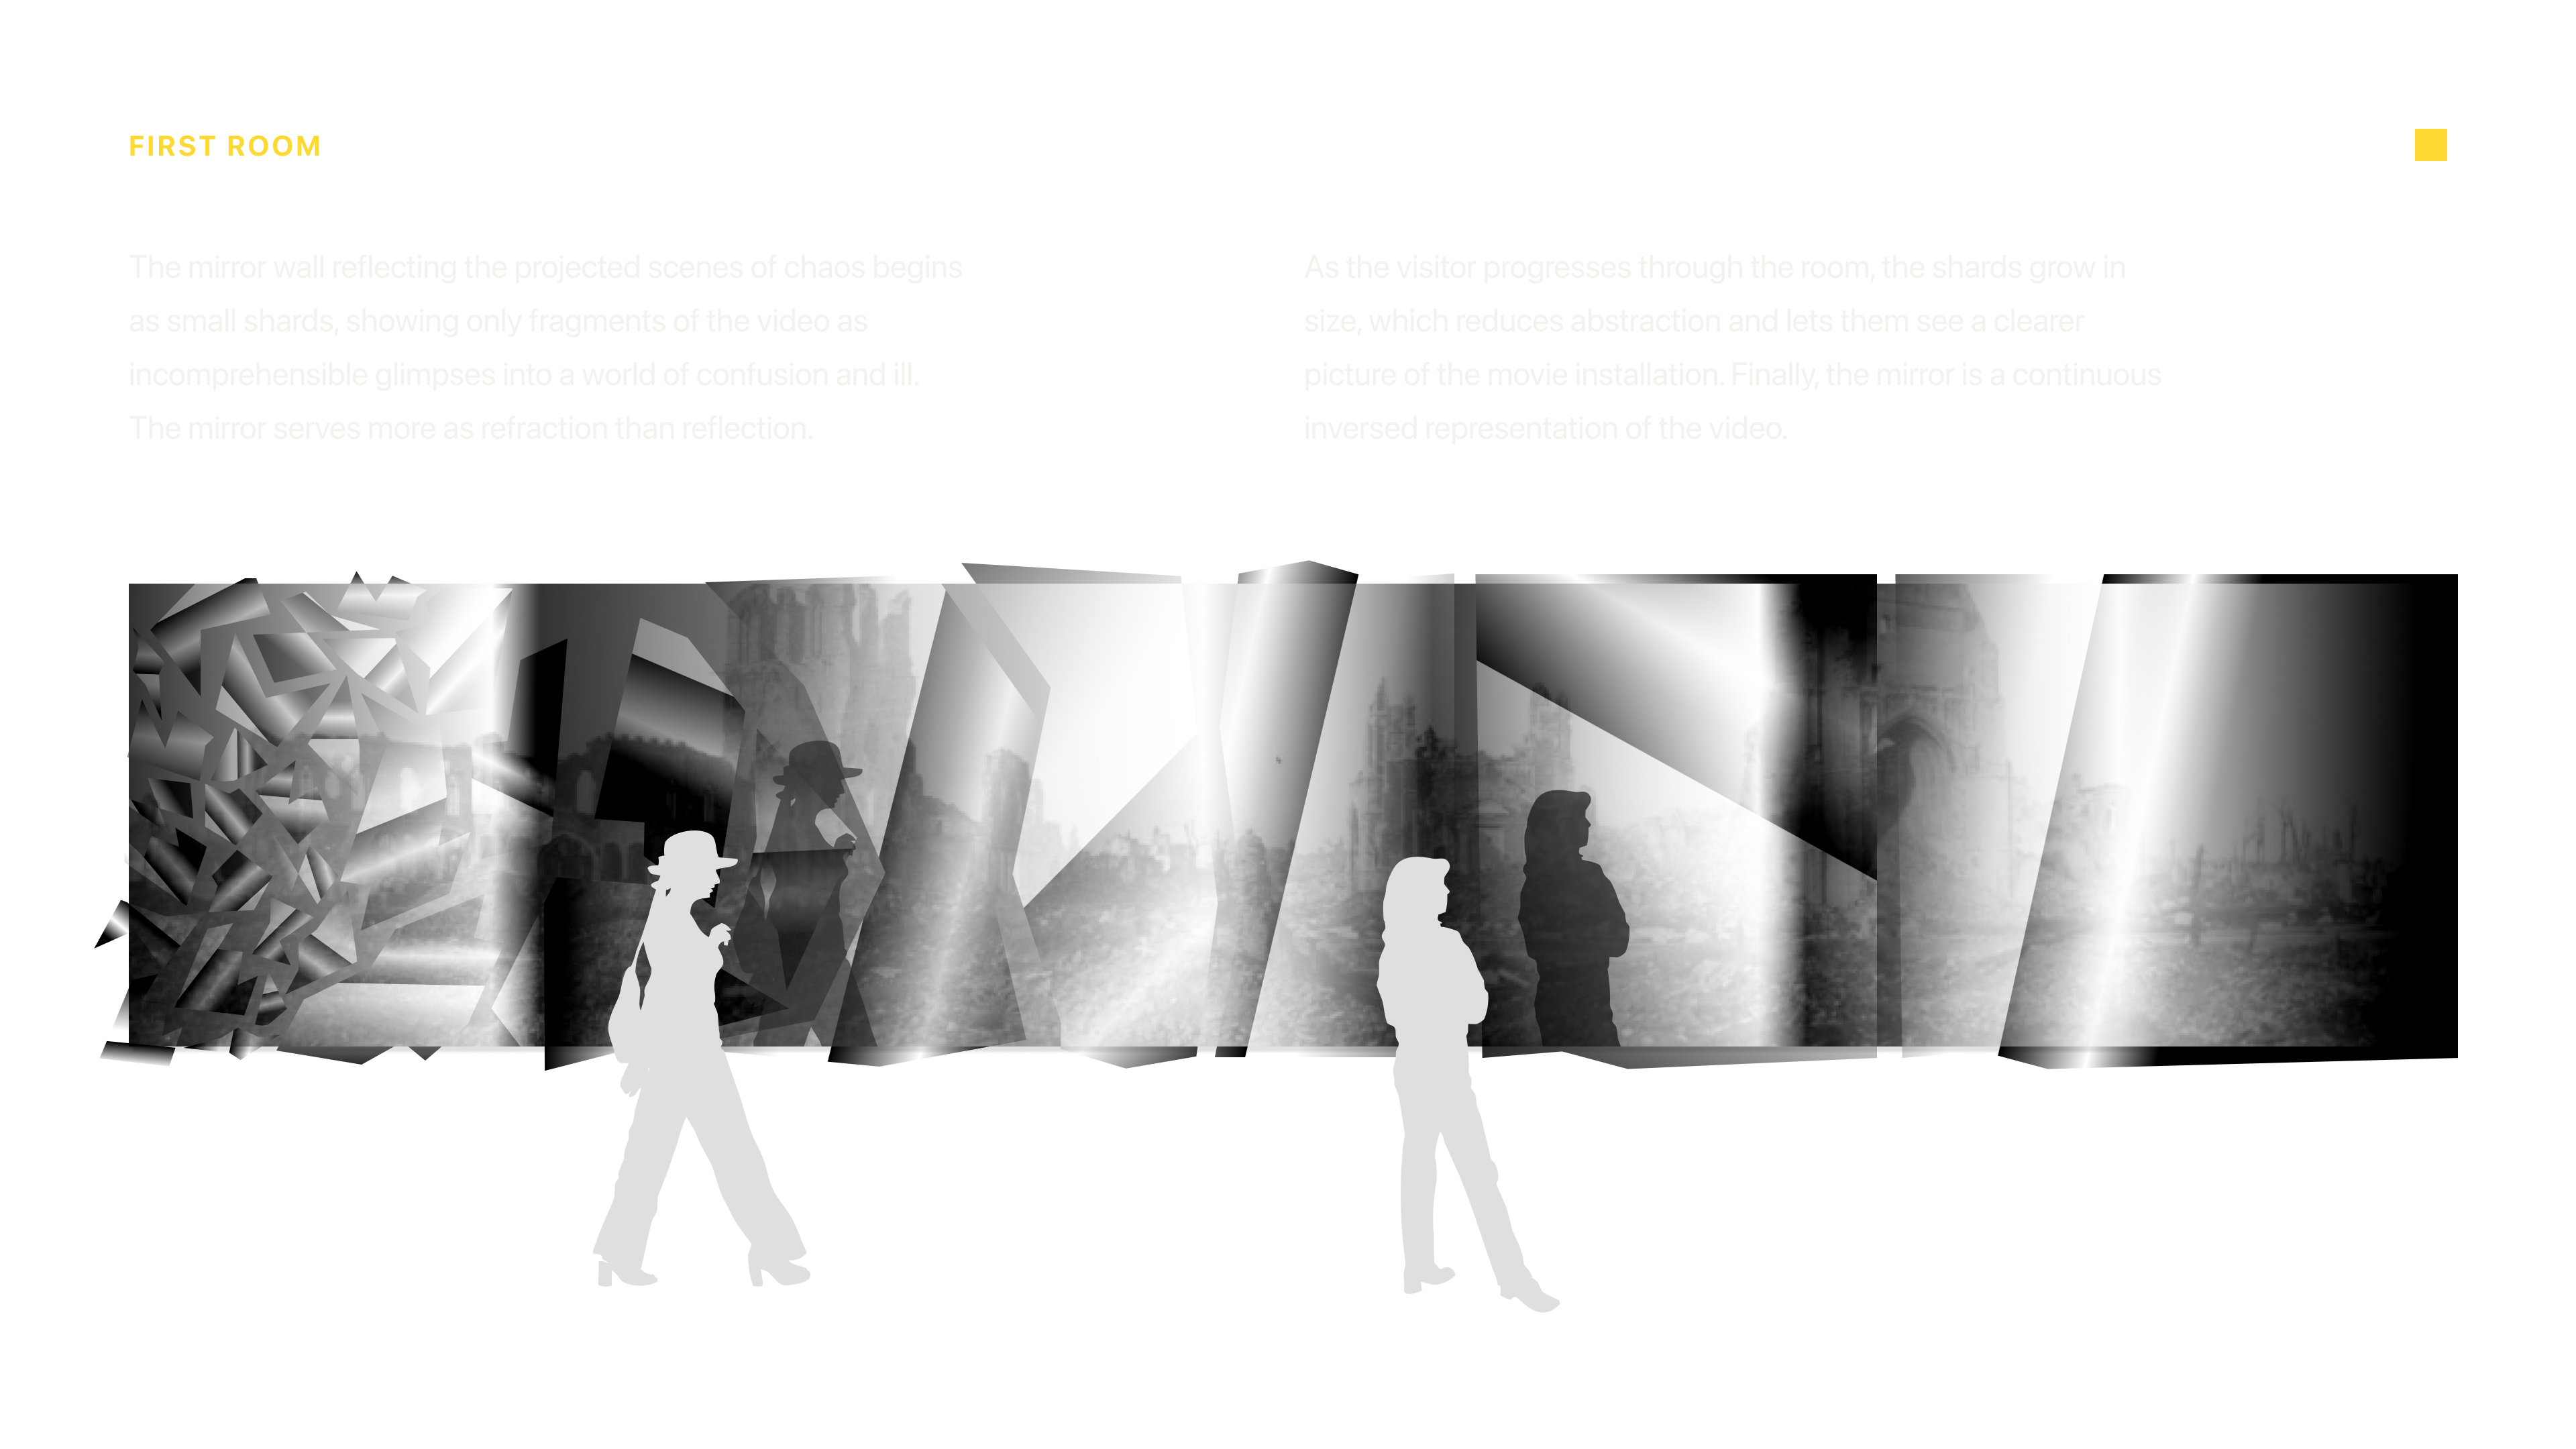 FIRST ROOM
The mirror wall reflecting the projected scenes of chaos begins
as small shards, showing only fragments of the video as
incomprehensible glimpses into a world of confusion and ill.
The mirror serves more as refraction than reflection.
As the visitor progresses through the room, the shards grow in
size, which reduces abstraction and lets them see a clearer
picture of the movie installation. Finally, the mirror is a continuous
inversed representation of the video.